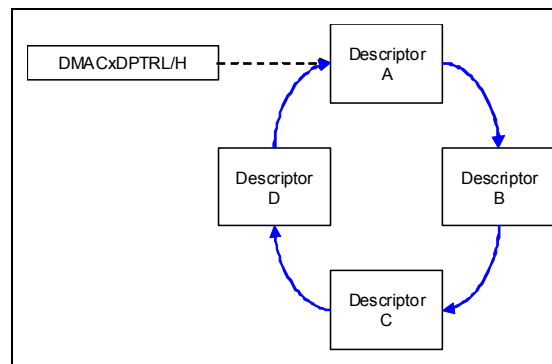 DMACxDPTRL/H
Descriptor
A
Descriptor
B
Descriptor
C
Descriptor
D